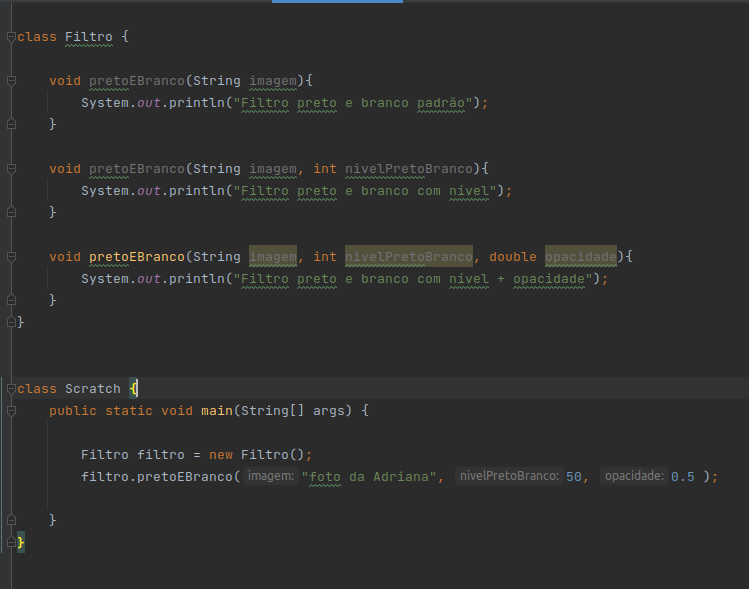 class Filtro {
void pretoEBranco(String imagem){
System.out.println("Filtro preto e branco padrão");
}
void pretoEBranco(String imagem, int nivelPretoBranco){
System.out.println("Filtro preto e branco com nível");
}
void pretoEBranco(String imagem, int nivelPretoBranco, double opacidade){
System.out.println("Filtro preto e branco com nível + opacidade");
}
}
class Scratch {
public static void main(String[] args) {
Filtro filtro = new Filtro();
filtro.pretoEBranco( imagem: "foto da Adriana", nivelPretoBranco: 50, opacidade: 0.5 );
}
}